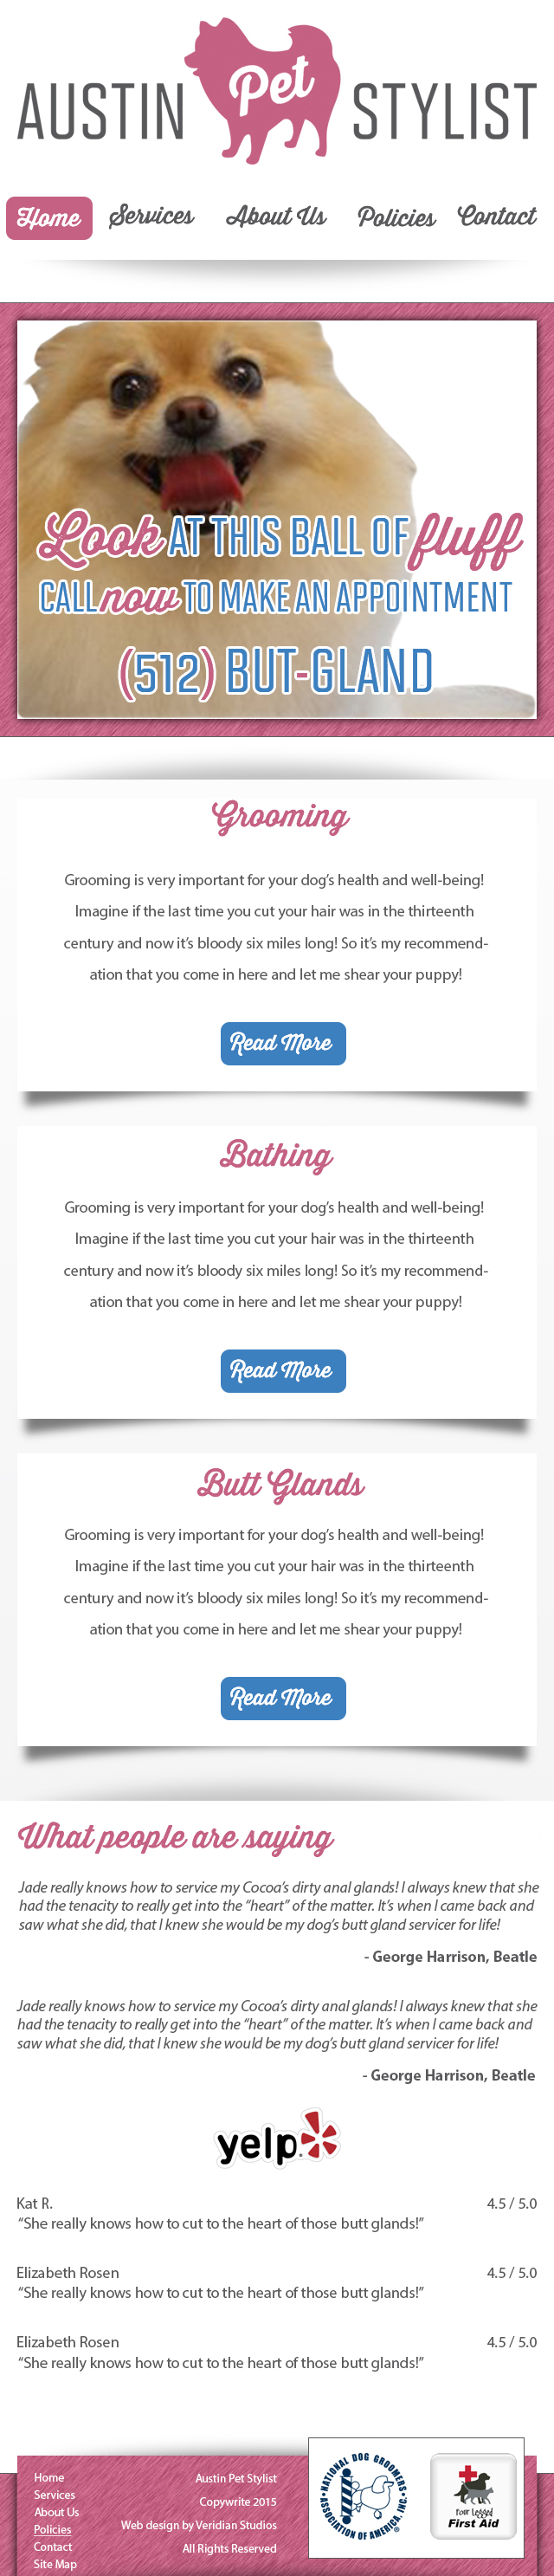 AUSTIN Pet STYLIST
Home Services About Us Policies Contact
Look AT THIS BALL OF fluff
CALL now TO MAKE AN APPOINTMENT
(512) BUT-GLAND
Grooming
Grooming is very important for your dog's health and well-being!
Imagine if the last time you cut your hair was in the thirteenth
century and now it's bloody six miles long! So it's my recommend-
ation that you come in here and let me shear your puppy!
Read More
Bathing
Grooming is very important for your dog's health and well-being!
Imagine if the last time you cut your hair was in the thirteenth
century and now it's bloody six miles long! So it's my recommend-
ation that you come in here and let me shear your puppy!
Read More
Butt Glands
Grooming is very important for your dog's health and well-being!
Imagine if the last time you cut your hair was in the thirteenth
century and now it's bloody six miles long! So it's my recommend-
ation that you come in here and let me shear your puppy!
Read More
What people are saying
Jade really knows how to service my Cocoa's dirty anal glands! I always knew that she
had the tenacity to really get into the “heart” of the matter. It's when I came back and
saw what she did, that I knew she would be my dog's butt gland servicer for life!
- George Harrison, Beatle
Jade really knows how to service my Cocoa's dirty anal glands! I always knew that she
had the tenacity to really get into the “heart” of the matter. It's when I came back and
saw what she did, that I knew she would be my dog's butt gland servicer for life!
- George Harrison, Beatle
yelp
Kat R. 4.5 / 5.0
“She really knows how to cut to the heart of those butt glands!”
Elizabeth Rosen 4.5 / 5.0
“She really knows how to cut to the heart of those butt glands!”
Elizabeth Rosen 4.5 / 5.0
“She really knows how to cut to the heart of those butt glands!”
Home
Services
About Us
Policies
Contact
Site Map
Austin Pet Stylist
Copywrite 2015
Web design by Veridian Studios
All Rights Reserved
NATIONAL DOG GROOMERS
ASSOCIATION OF AMERICA, INC.
Four Legged
First Aid